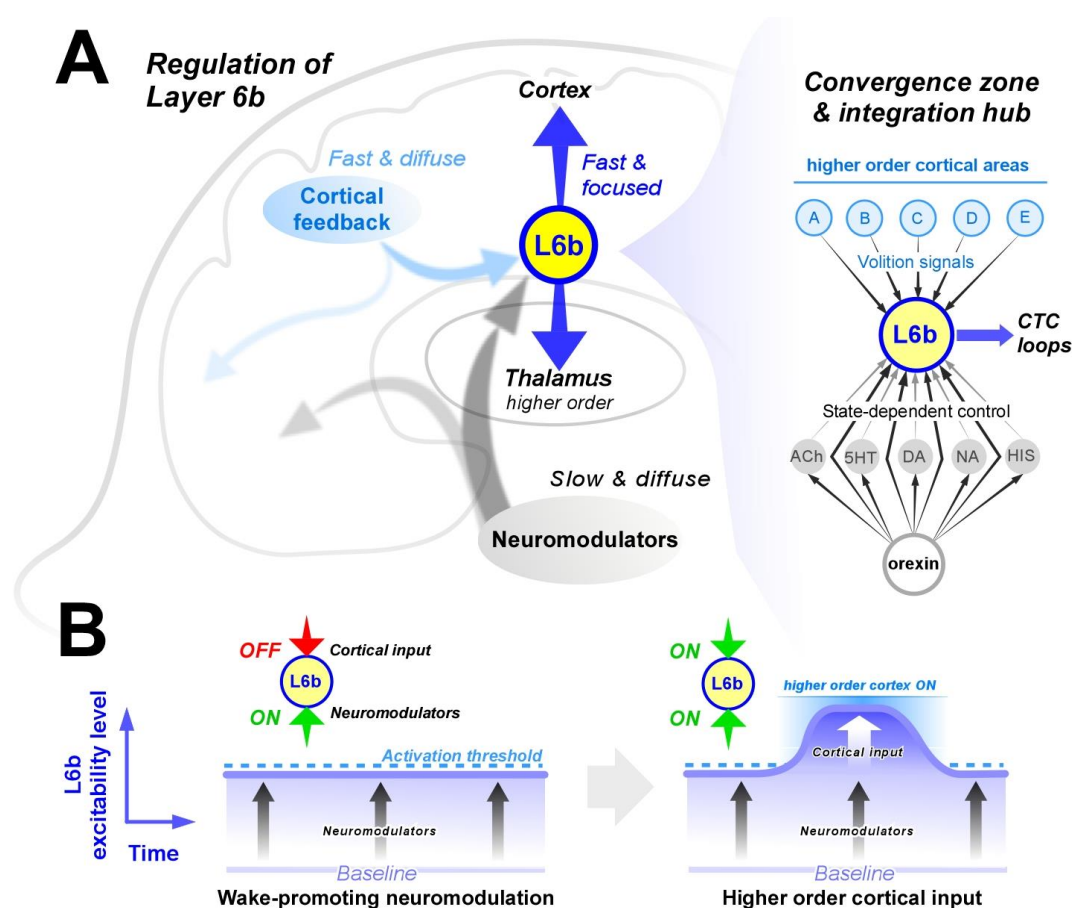 A
Regulation of
Layer 6b
Cortex
Fast & diffuse
Fast &
focused
Cortical
feedback
L6b
Thalamus
higher order
Slow & diffuse
Neuromodulators
Convergence zone
& integration hub
higher order cortical areas
A B C D E
Volition signals
L6b
CTC
loops
State-dependent control
ACh 5HT DA NA HIS
orexin
B
L6b
excitability level
Time
OFF
Cortical input
L6b
ON
Neuromodulators
Activation threshold
Neuromodulators
Baseline
Wake-promoting neuromodulation
ON
L6b
ON
higher order cortex ON
Cortical input
Neuromodulators
Baseline
Higher order cortical input